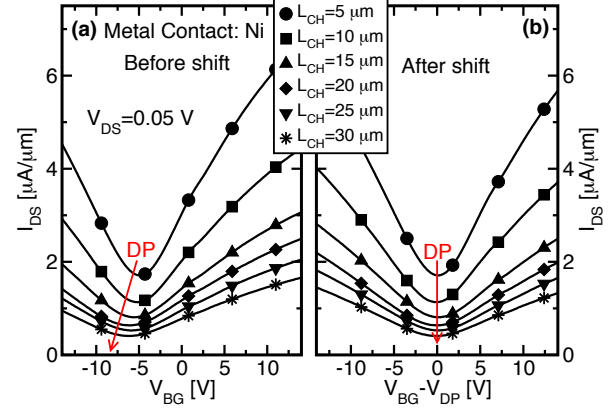 (a) Metal Contact: Ni
Before shift
V_DS=0.05 V
DP
L_CH=5 μm
L_CH=10 μm
L_CH=15 μm
L_CH=20 μm
L_CH=25 μm
L_CH=30 μm
(b)
After shift
DP
I_DS [μA/μm]
6
4
2
0
-10 -5 0 5 10
V_BG [V]
-10 -5 0 5 10
V_BG-V_DP [V]
6
4
2
0
I_DS [μA/μm]